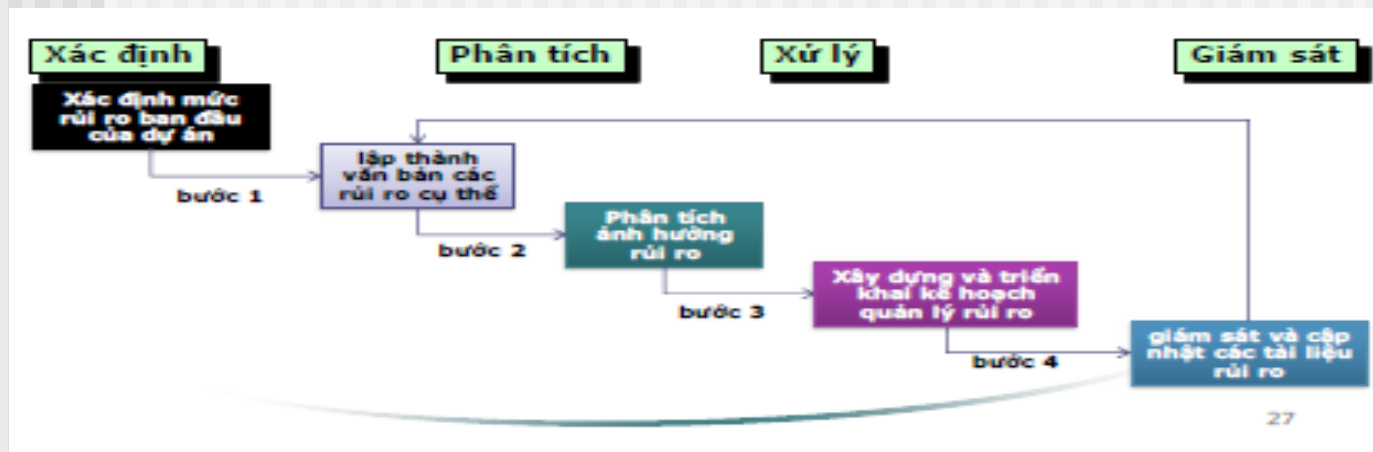 Xác định
Phân tích
Xử lý
Giám sát
Xác định mức
rủi ro ban đầu
của dự án
bước 1
lập thành
văn bản các
rủi ro cụ thể
bước 2
Phân tích
ảnh hưởng
rủi ro
bước 3
Xây dựng và triển
khai kế hoạch
quản lý rủi ro
bước 4
giám sát và cập
nhật các tài liệu
rủi ro
27